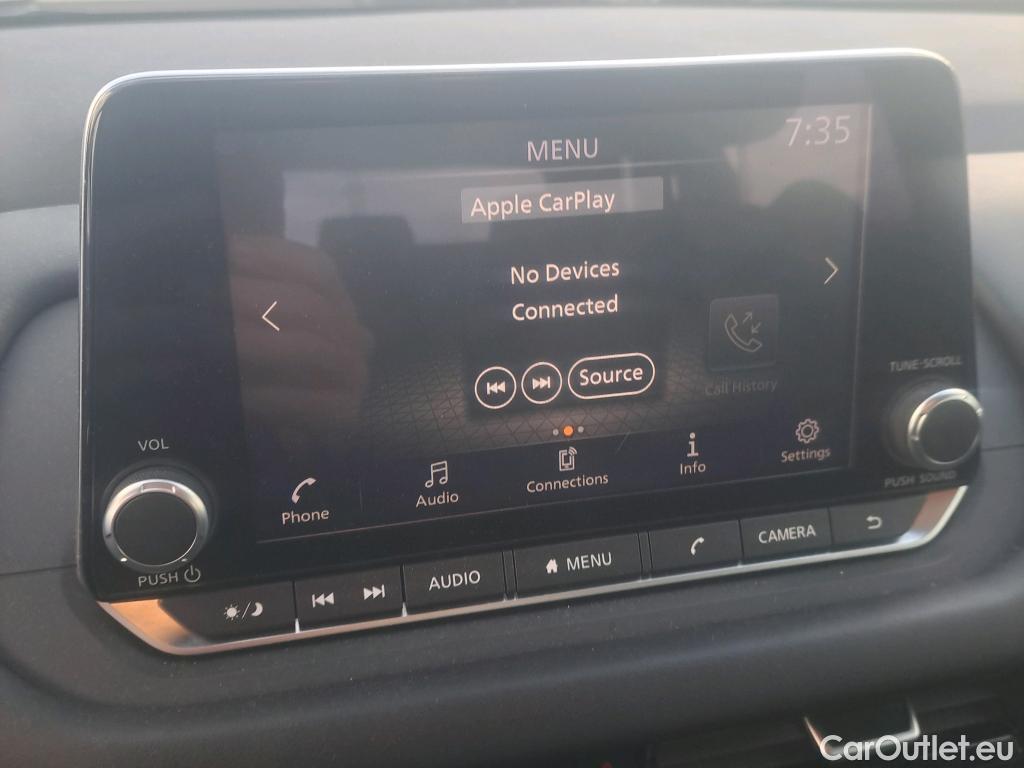 MENU
7:35
Apple CarPlay
No Devices
Connected
Source
Call History
Phone
Audio
Connections
Info
Settings
VOL
PUSH
TUNE-SCROLL
PUSH SOUND
AUDIO
MENU
CAMERA
CarOutlet.eu